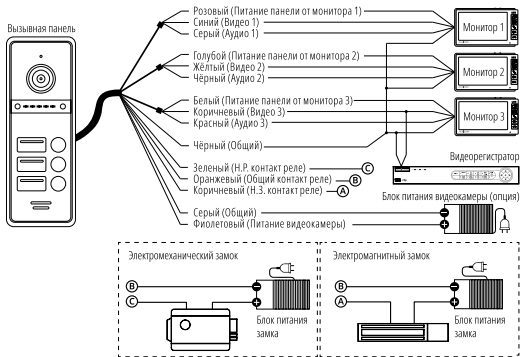 Вызывная панель
Розовый (Питание панели от монитора 1)
Синий (Видео 1)
Серый (Аудио 1)
Монитор 1
Голубой (Питание панели от монитора 2)
Жёлтый (Видео 2)
Чёрный (Аудио 2)
Монитор 2
Белый (Питание панели от монитора 3)
Коричневый (Видео 3)
Красный (Аудио 3)
Монитор 3
Чёрный (Общий)
Видеорегистратор
Зеленый (Н.Р. контакт реле) C
Оранжевый (Общий контакт реле) B
Коричневый (Н.З. контакт реле) A
Блок питания видеокамеры (опция)
Серый (Общий)
Фиолетовый (Питание видеокамеры)
Электромеханический замок
B
C
Блок питания
замка
Электромагнитный замок
B
A
Блок питания
замка